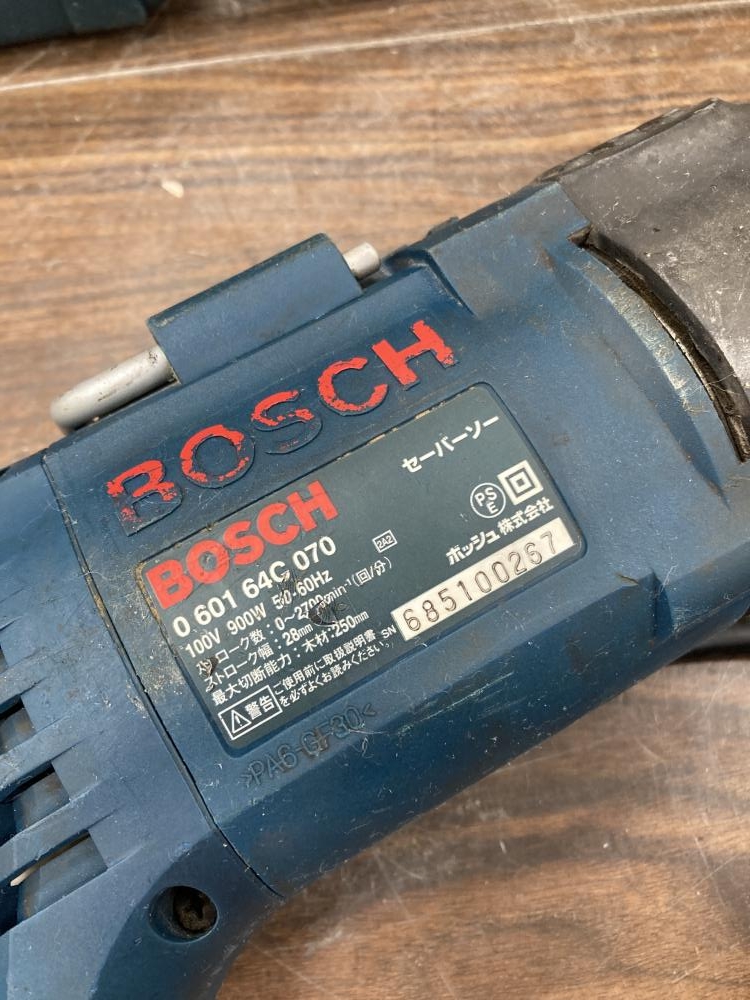 BOSCH
BOSCH
セーバーソー
0 601 64C 070
2A2
PS
E
100V 900W 50-60Hz
ボッシュ株式会社
ストローク数：0～2700min⁻¹(回/分)
ストローク幅：28mm
最大切断能力：木材:250mm
SN
685100267
警告
ご使用前に取扱説明書
を必ずよくお読みください。
>PA6-GF30<